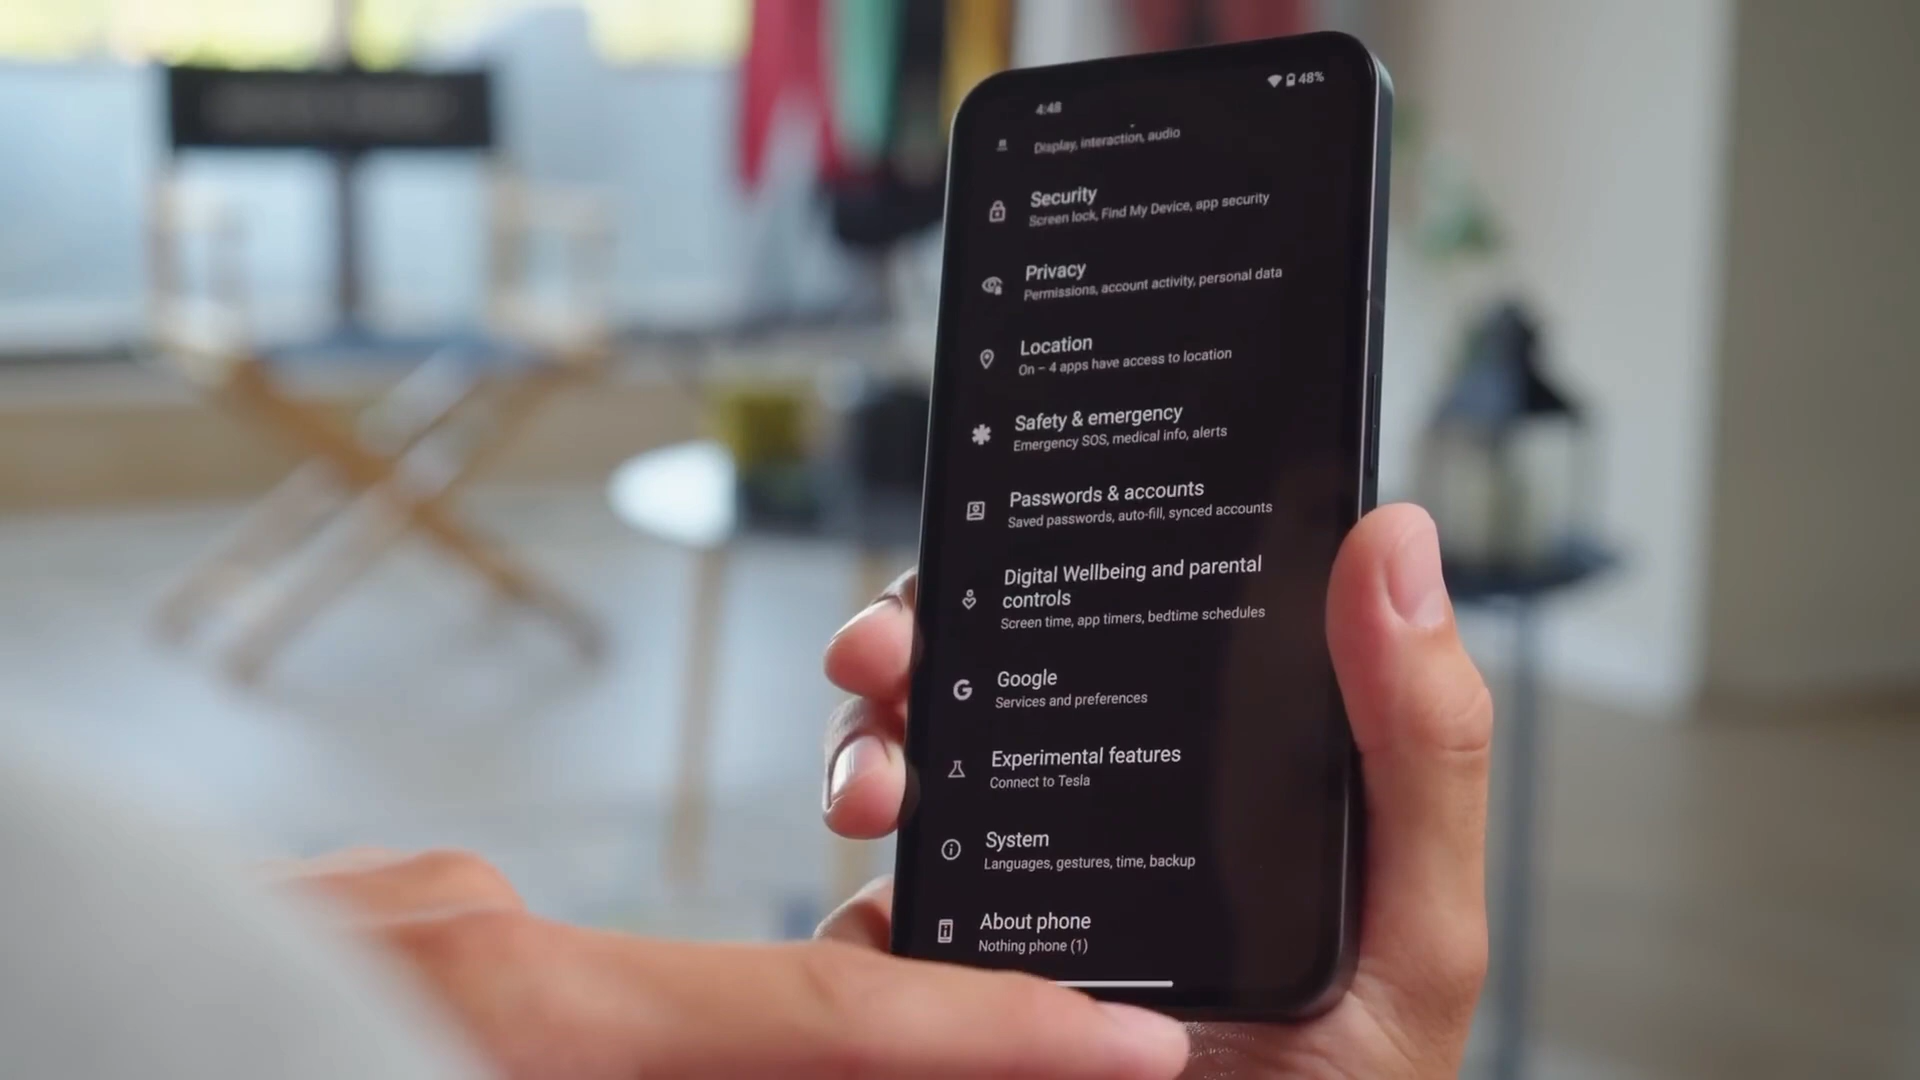 4:48
48%
Display, interaction, audio
Security
Screen lock, Find My Device, app security
Privacy
Permissions, account activity, personal data
Location
On – 4 apps have access to location
Safety & emergency
Emergency SOS, medical info, alerts
Passwords & accounts
Saved passwords, auto-fill, synced accounts
Digital Wellbeing and parental
controls
Screen time, app timers, bedtime schedules
Google
Services and preferences
Experimental features
Connect to Tesla
System
Languages, gestures, time, backup
About phone
Nothing phone (1)